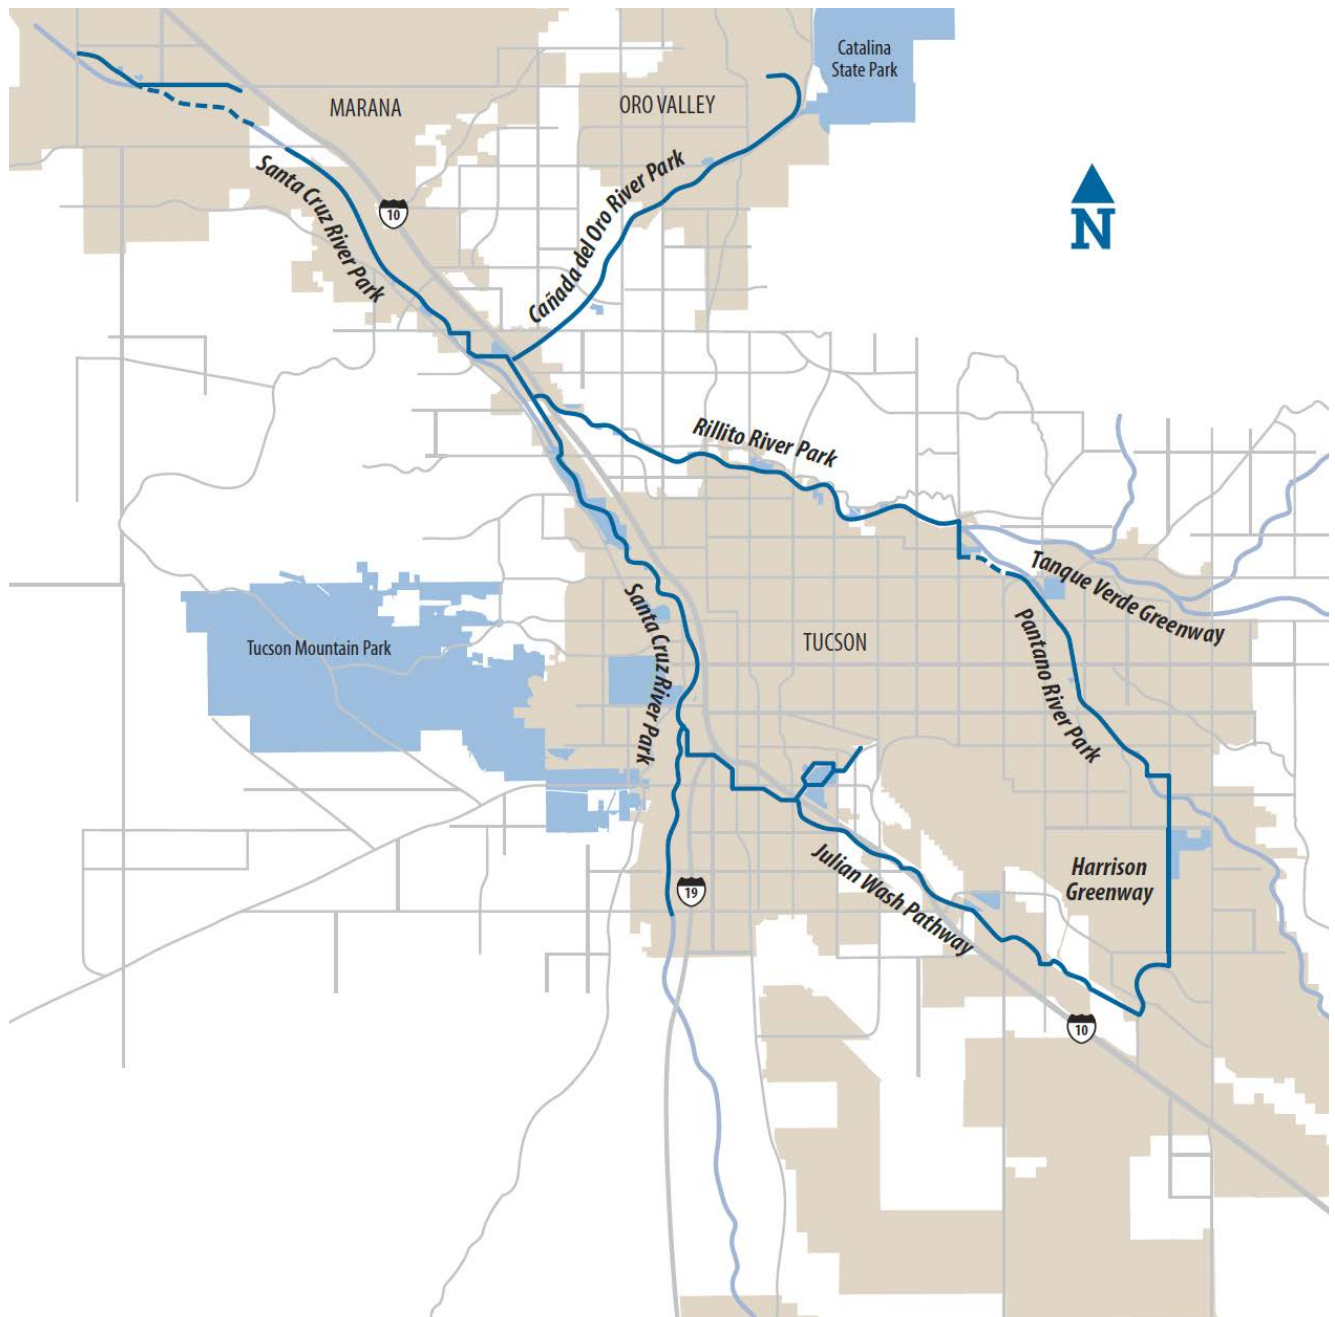 Catalina
State Park
MARANA
ORO VALLEY
Santa Cruz River Park
10
Cañada del Oro River Park
N
Rillito River Park
Tanque Verde Greenway
Santa Cruz River Park
Tucson Mountain Park
TUCSON
Pantano River Park
Julian Wash Pathway
Harrison
Greenway
19
10